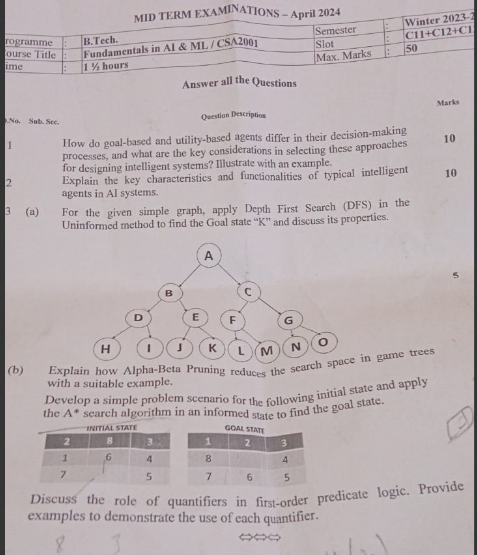 MID TERM EXAMINATIONS – April 2024
rogramme : B.Tech. Semester : Winter 2023-2
ourse Title : Fundamentals in AI & ML / CSA2001 Slot : C11+C12+C1
ime : 1 ½ hours Max. Marks : 50
Answer all the Questions
.No. Sub. Sec. Question Description Marks
1 How do goal-based and utility-based agents differ in their decision-making 10
processes, and what are the key considerations in selecting these approaches
for designing intelligent systems? Illustrate with an example.
2 Explain the key characteristics and functionalities of typical intelligent 10
agents in AI systems.
3 (a) For the given simple graph, apply Depth First Search (DFS) in the
Uninformed method to find the Goal state “K” and discuss its properties.
A
5
B C
D E F G
H I J K L M N O
(b) Explain how Alpha-Beta Pruning reduces the search space in game trees
with a suitable example.
Develop a simple problem scenario for the following initial state and apply
the A* search algorithm in an informed state to find the goal state.
INITIAL STATE GOAL STATE
2 8 3 1 2 3
1 6 4 8 4
7 5 7 6 5
Discuss the role of quantifiers in first-order predicate logic. Provide
examples to demonstrate the use of each quantifier.
⇔⇔⇔
8 3